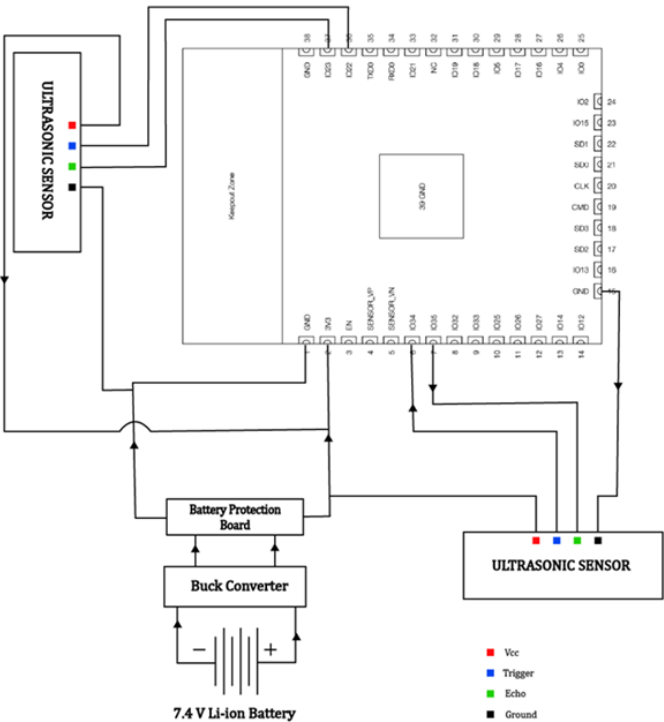 38 37 36 35 34 33 32 31 30 29 28 27 26 25
GND IO23 IO22 TXD0 RXD0 IO21 NC IO19 IO18 IO5 IO17 IO16 IO4 IO0
ULTRASONIC SENSOR
Keepout Zone
39 GND
IO2 24
IO15 23
SD1 22
SD0 21
CLK 20
CMD 19
SD3 18
SD2 17
IO13 16
GND 15
GND 3V3 EN SENSOR_VP SENSOR_VN IO34 IO35 IO32 IO33 IO25 IO26 IO27 IO14 IO12
1 2 3 4 5 6 7 8 9 10 11 12 13 14
Battery Protection
Board
Buck Converter
− +
7.4 V Li-ion Battery
ULTRASONIC SENSOR
Vcc
Trigger
Echo
Ground